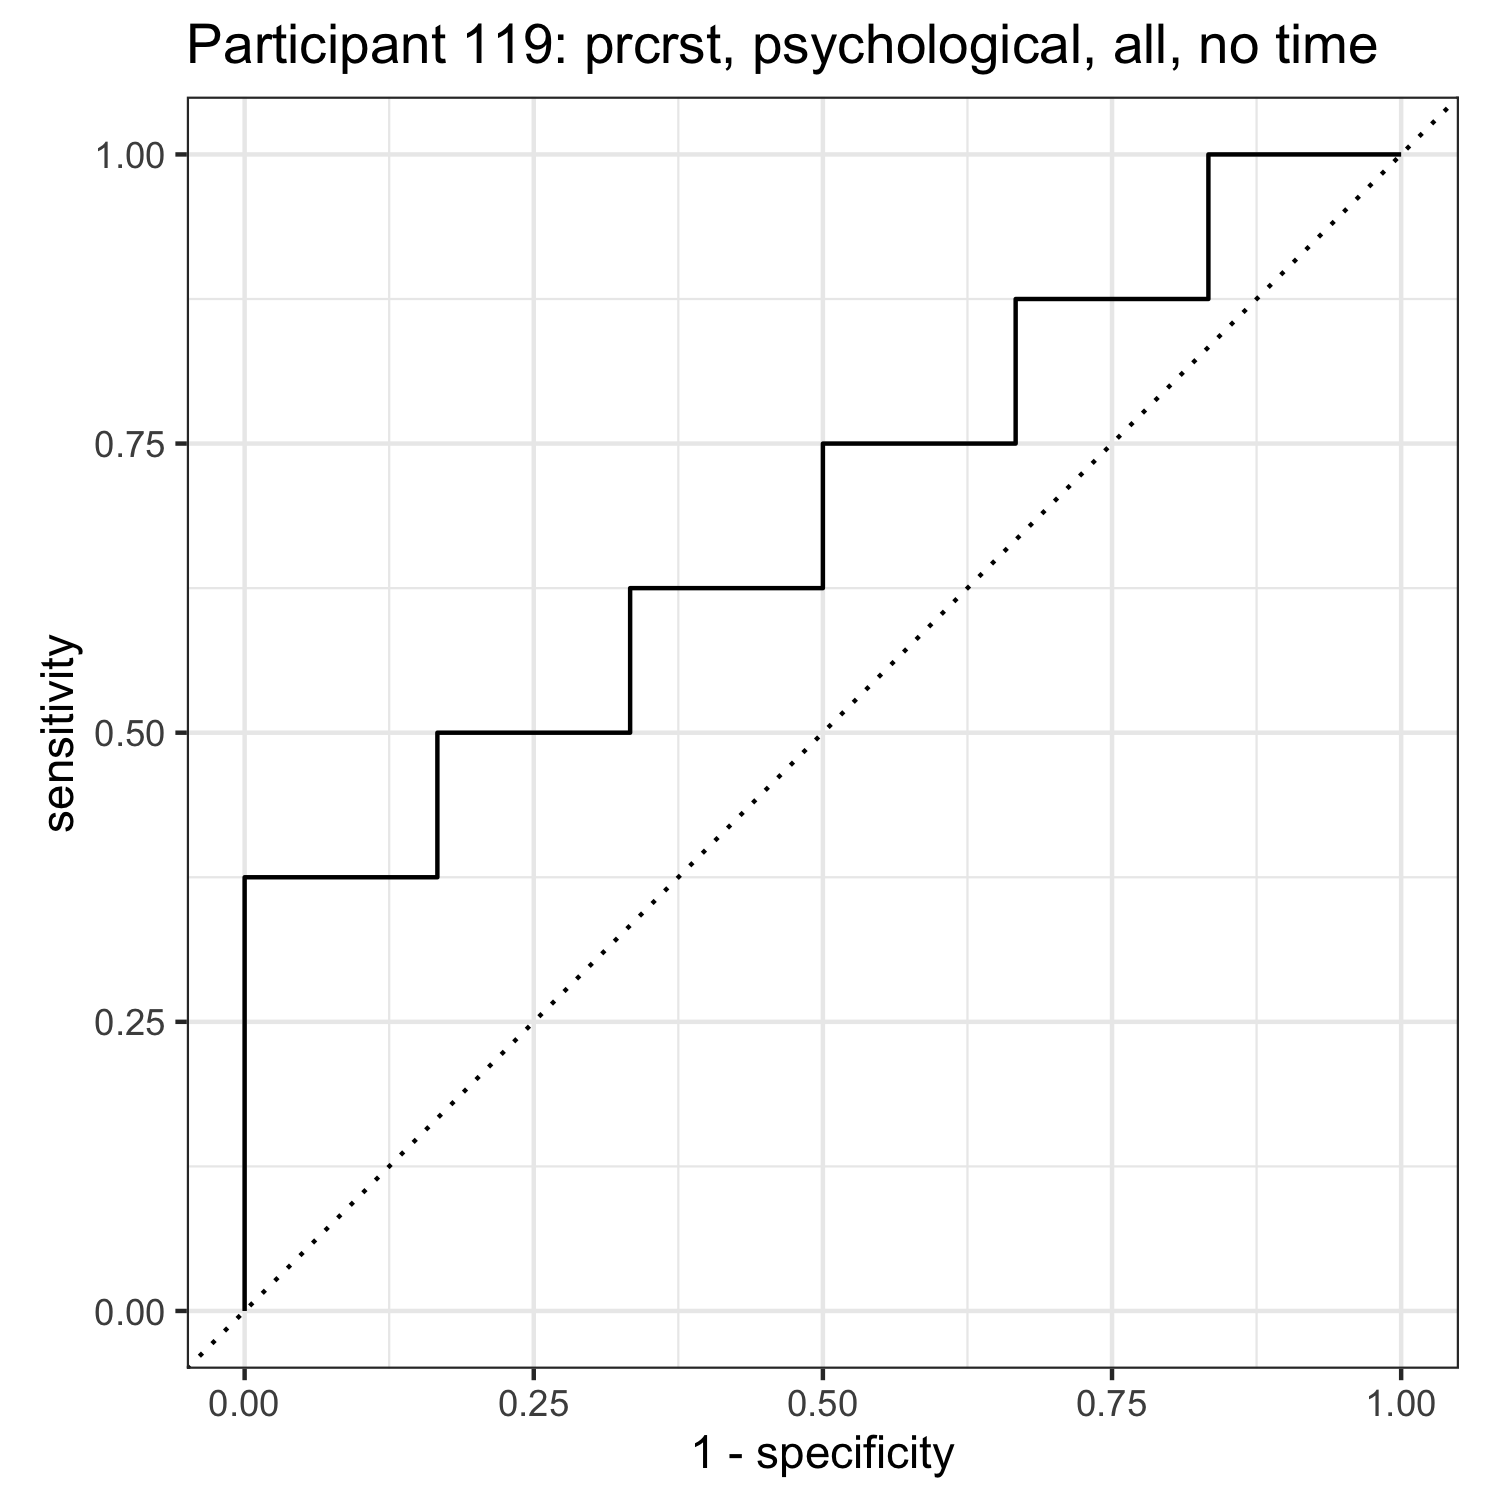 Participant 119: prcrst, psychological, all, no time
1.00
0.75
0.50
0.25
0.00
sensitivity
0.00 0.25 0.50 0.75 1.00
1 - specificity